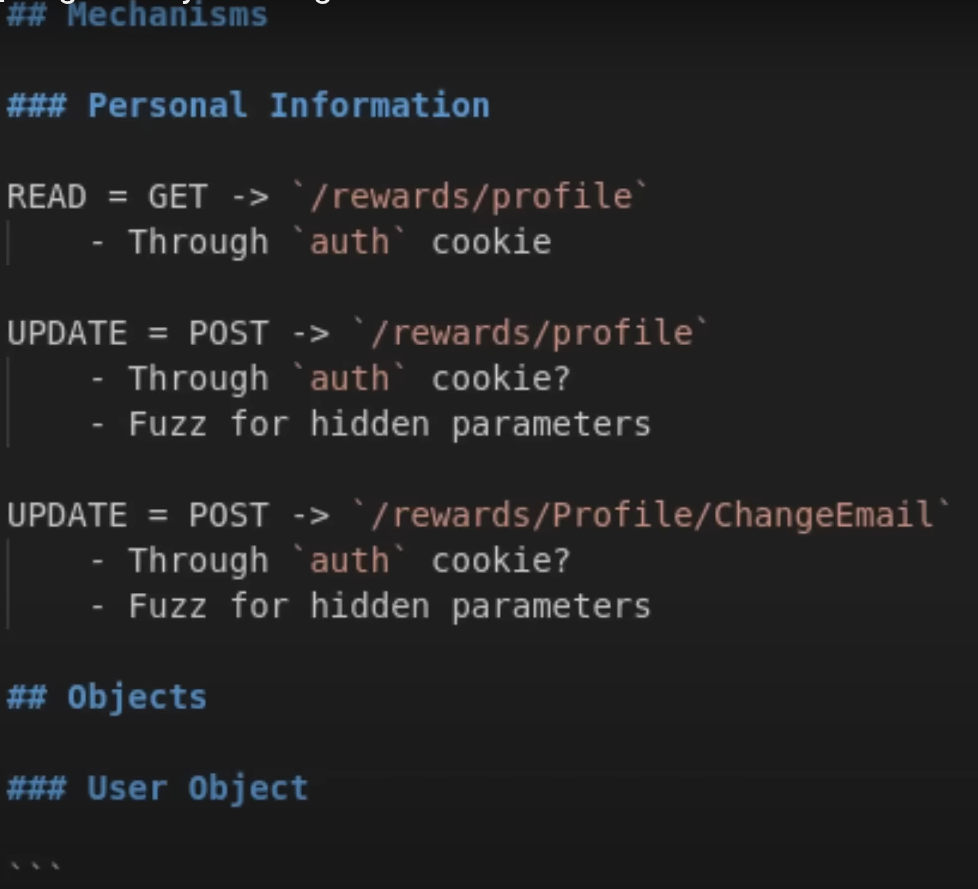 ## Mechanisms
### Personal Information
READ = GET -> `/rewards/profile`
- Through `auth` cookie
UPDATE = POST -> `/rewards/profile`
- Through `auth` cookie?
- Fuzz for hidden parameters
UPDATE = POST -> `/rewards/Profile/ChangeEmail`
- Through `auth` cookie?
- Fuzz for hidden parameters
## Objects
### User Object
```